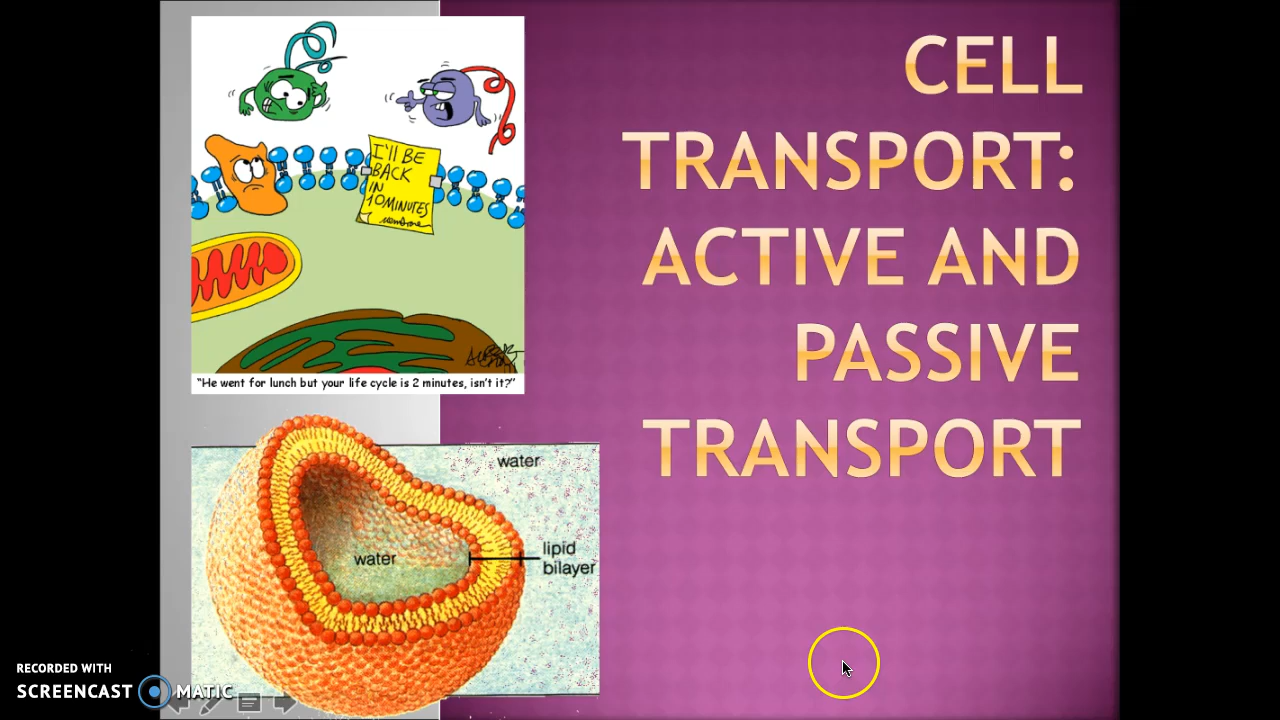 I'LL BE
BACK
IN
10 MINUTES
membrane
"He went for lunch but your life cycle is 2 minutes, isn't it?"
CELL
TRANSPORT:
ACTIVE AND
PASSIVE
TRANSPORT
water
water
lipid
bilayer
RECORDED WITH
SCREENCAST MATIC